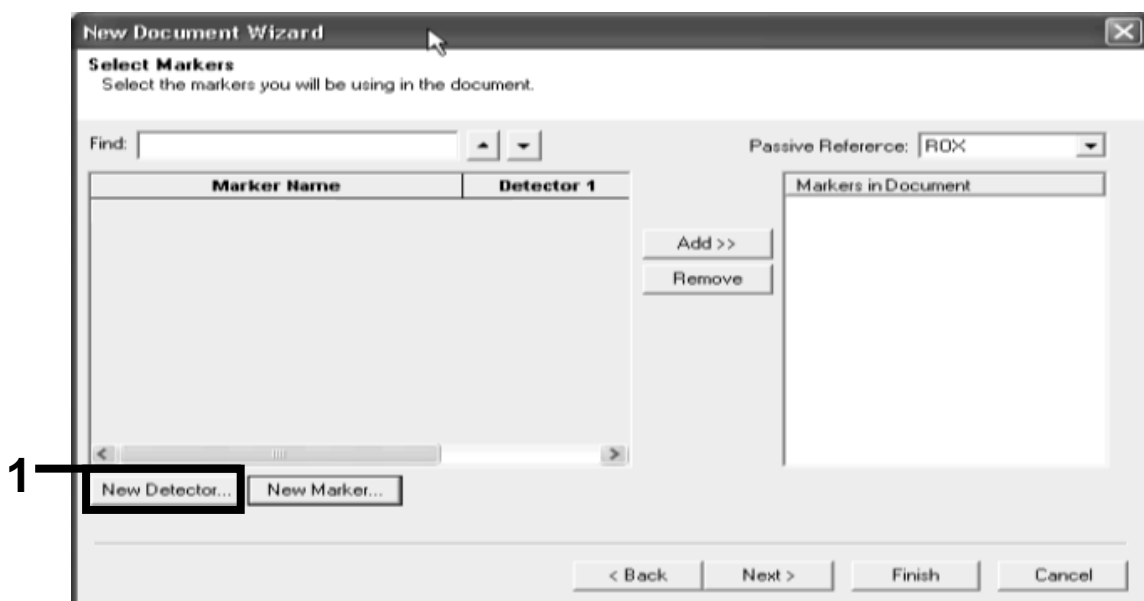 New Document Wizard
Select Markers
Select the markers you will be using in the document.
Find:
Passive Reference: ROX
Marker Name Detector 1
Markers in Document
Add >>
Remove
1
New Detector... New Marker...
< Back Next > Finish Cancel